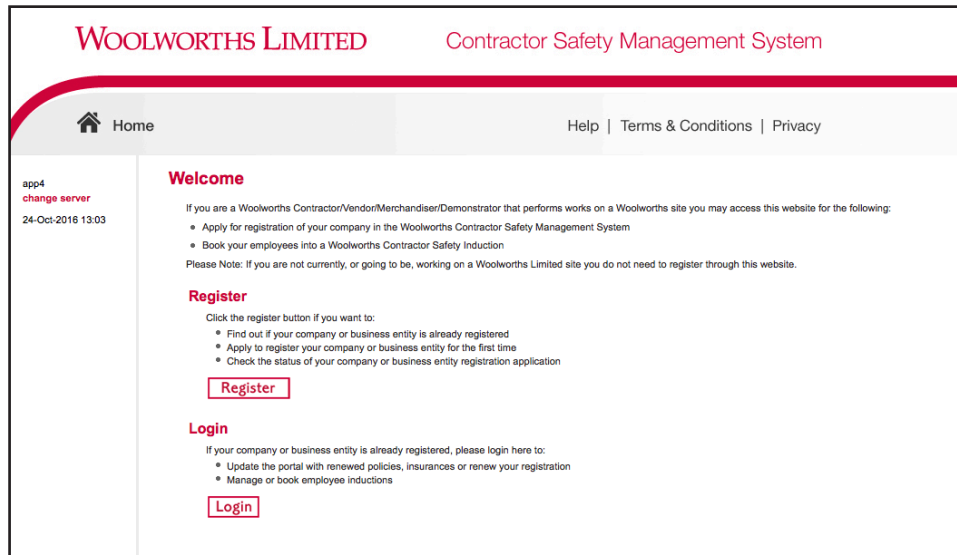 WOOLWORTHS LIMITED
Contractor Safety Management System
Home
Help | Terms & Conditions | Privacy
app4
change server
24-Oct-2016 13:03
Welcome
If you are a Woolworths Contractor/Vendor/Merchandiser/Demonstrator that performs works on a Woolworths site you may access this website for the following:
Apply for registration of your company in the Woolworths Contractor Safety Management System
Book your employees into a Woolworths Contractor Safety Induction
Please Note: If you are not currently, or going to be, working on a Woolworths Limited site you do not need to register through this website.
Register
Click the register button if you want to:
Find out if your company or business entity is already registered
Apply to register your company or business entity for the first time
Check the status of your company or business entity registration application
Register
Login
If your company or business entity is already registered, please login here to:
Update the portal with renewed policies, insurances or renew your registration
Manage or book employee inductions
Login